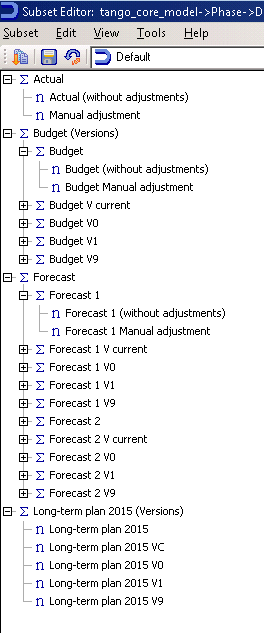 Subset Editor: tango_core_model->Phase->D
Subset Edit View Tools Help
Default
Σ Actual
n Actual (without adjustments)
n Manual adjustment
Σ Budget (Versions)
Σ Budget
n Budget (without adjustments)
n Budget Manual adjustment
Σ Budget V current
Σ Budget V0
Σ Budget V1
Σ Budget V9
Σ Forecast
Σ Forecast 1
n Forecast 1 (without adjustments)
n Forecast 1 Manual adjustment
Σ Forecast 1 V current
Σ Forecast 1 V0
Σ Forecast 1 V1
Σ Forecast 1 V9
Σ Forecast 2
Σ Forecast 2 V current
Σ Forecast 2 V0
Σ Forecast 2 V1
Σ Forecast 2 V9
Σ Long-term plan 2015 (Versions)
n Long-term plan 2015
n Long-term plan 2015 VC
n Long-term plan 2015 V0
n Long-term plan 2015 V1
n Long-term plan 2015 V9